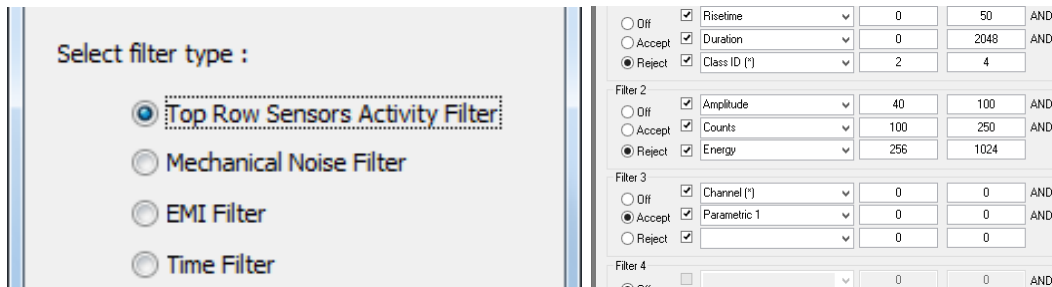 Select filter type :
Top Row Sensors Activity Filter
Mechanical Noise Filter
EMI Filter
Time Filter
Off Risetime 0 50 AND
Accept Duration 0 2048 AND
Reject Class ID (*) 2 4
Filter 2
Off Amplitude 40 100 AND
Accept Counts 100 250 AND
Reject Energy 256 1024
Filter 3
Off Channel (*) 0 0 AND
Accept Parametric 1 0 0 AND
Reject 0 0
Filter 4
Off 0 0 AND